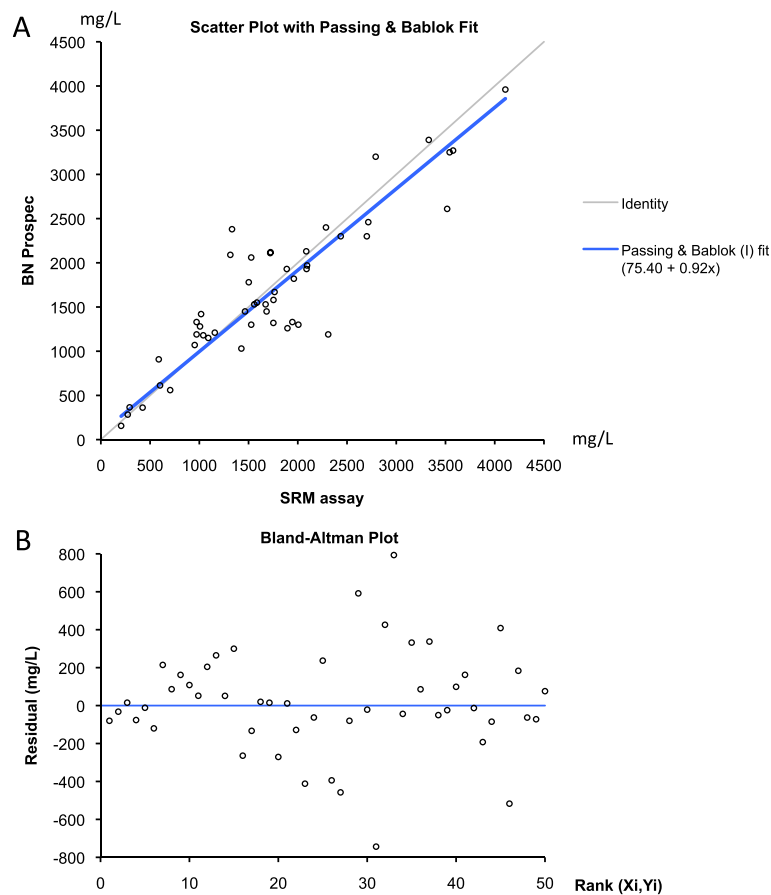 A
mg/L
Scatter Plot with Passing & Bablok Fit
4500
4000
3500
3000
2500
2000
1500
1000
500
0
BN Prospec
0 500 1000 1500 2000 2500 3000 3500 4000 4500
mg/L
SRM assay
Identity
Passing & Bablok (I) fit
(75.40 + 0.92x)
B
Bland-Altman Plot
800
600
400
200
0
-200
-400
-600
-800
Residual (mg/L)
0 10 20 30 40 50
Rank (Xi,Yi)